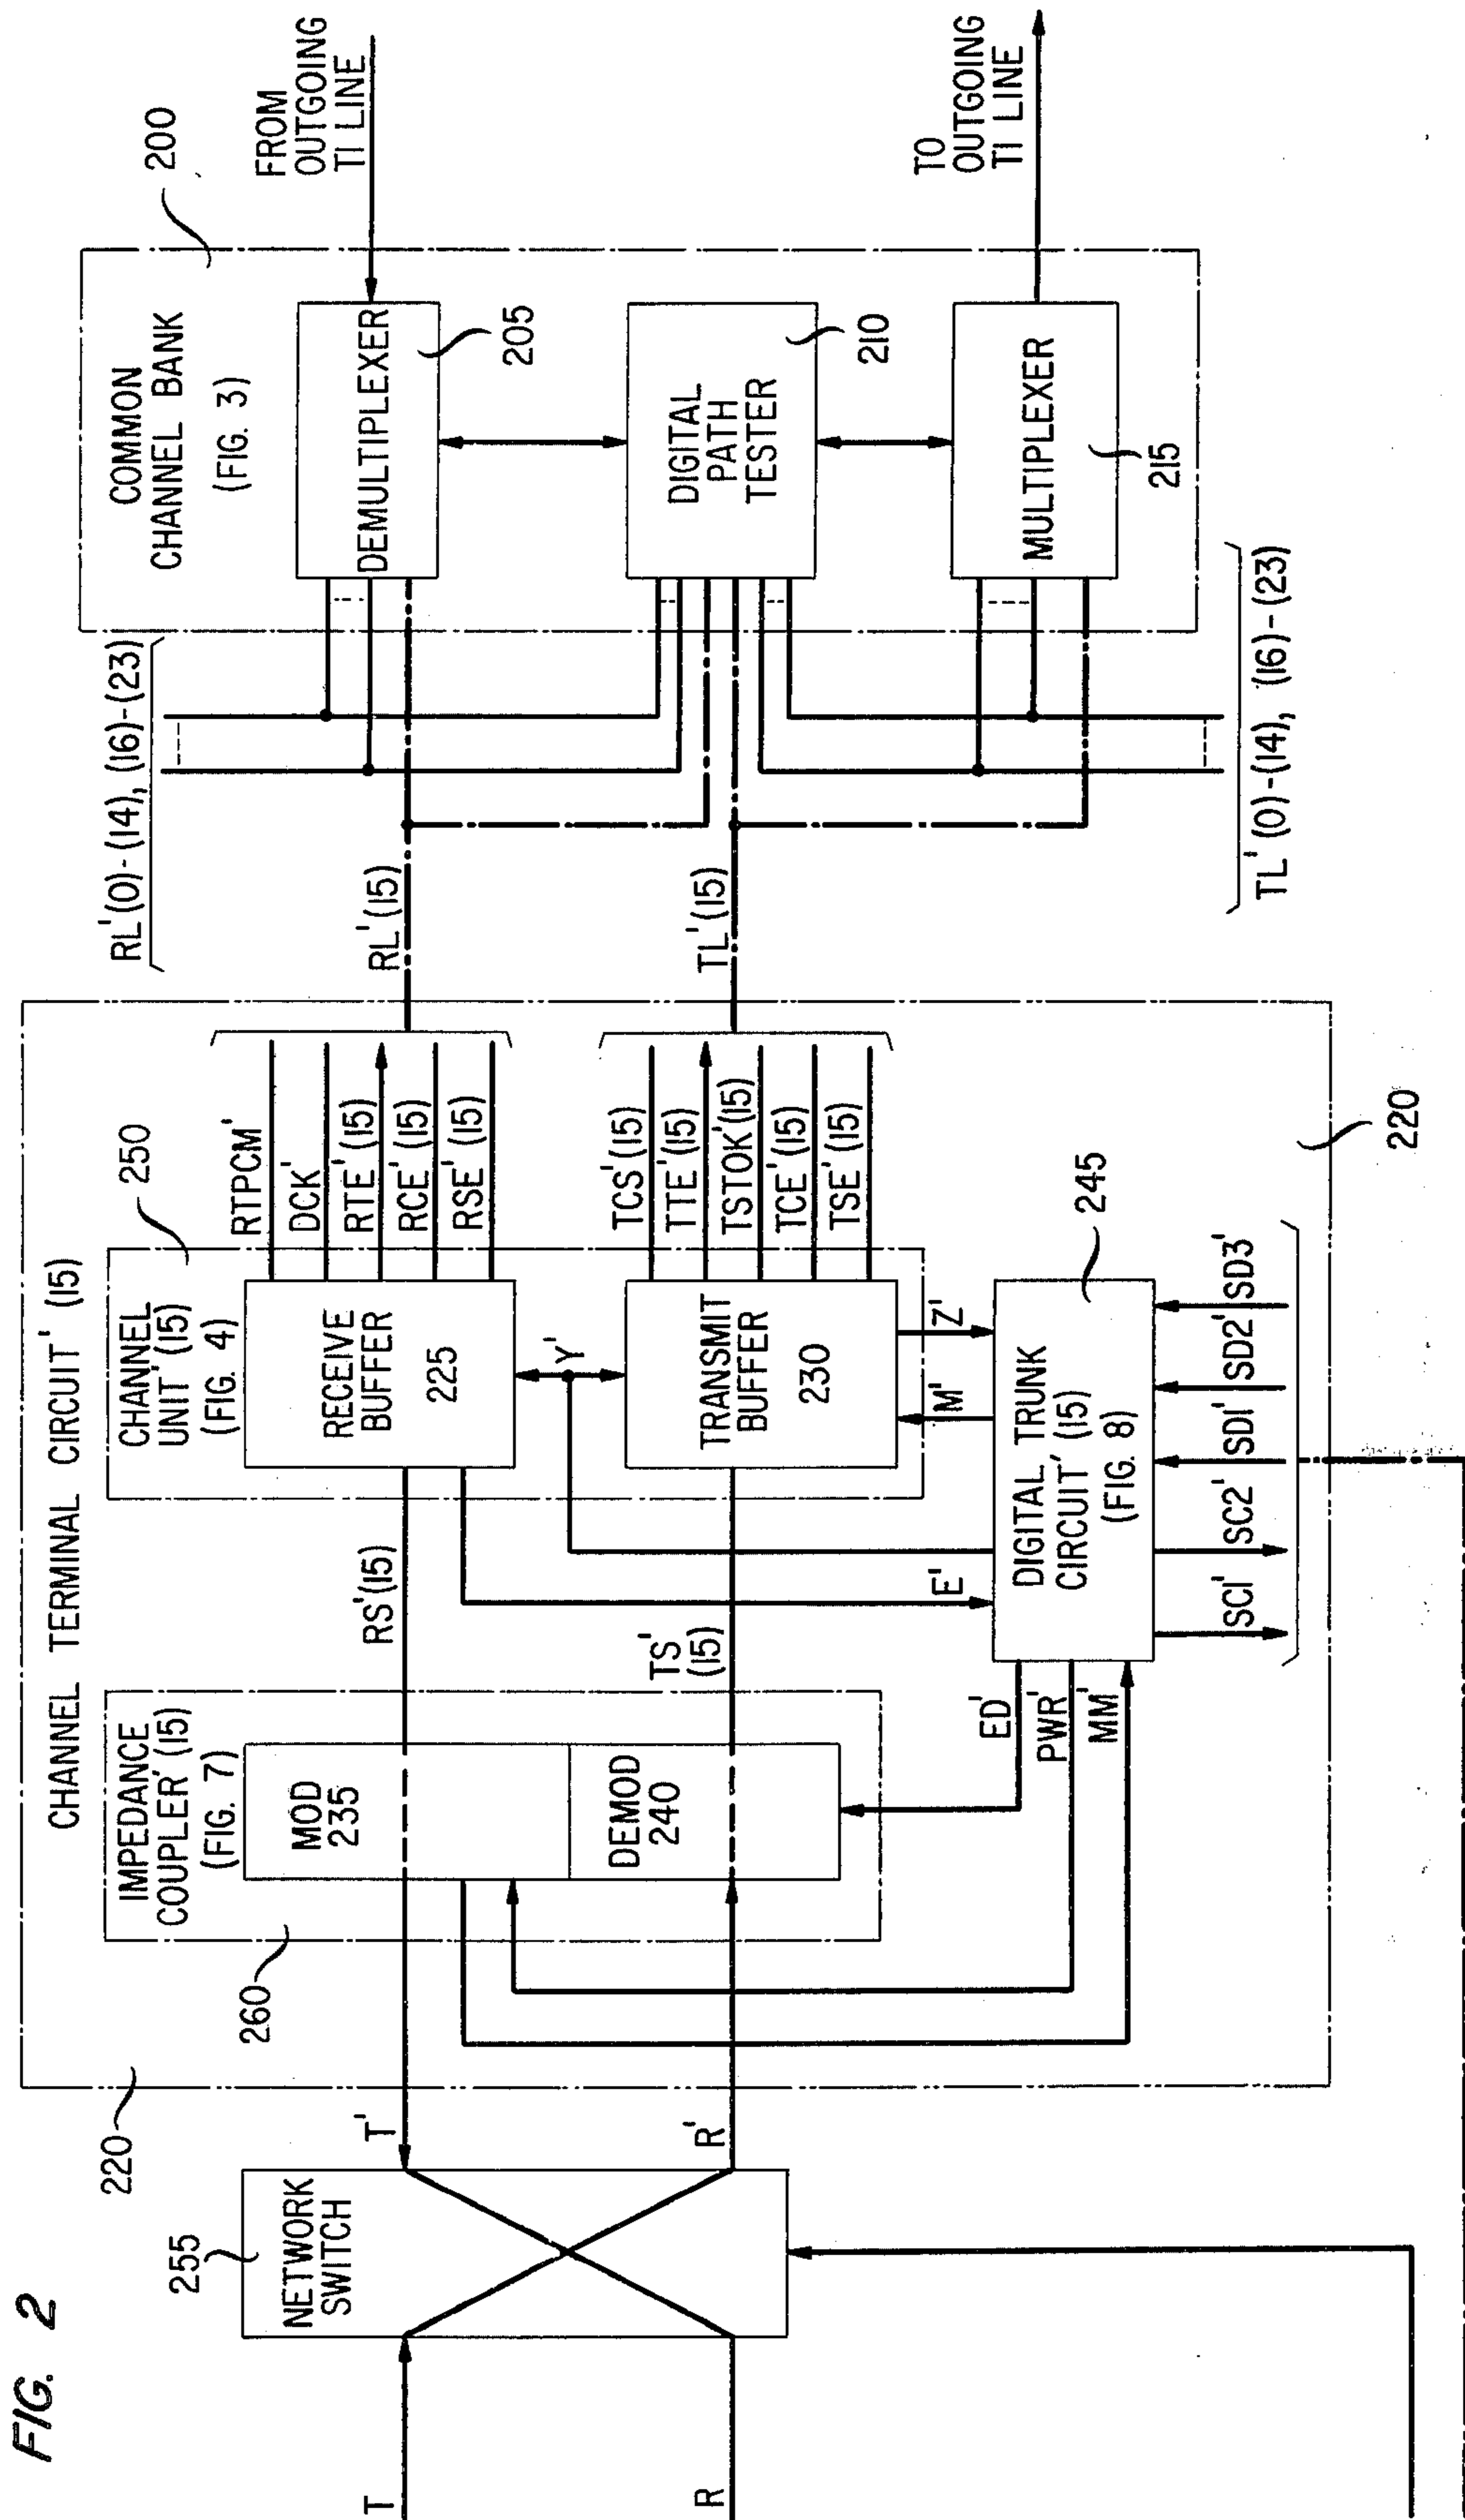 FIG. 2
CHANNEL TERMINAL CIRCUIT' (15)
COMMON
CHANNEL BANK
(FIG. 3)
200
FROM
OUTGOING
T1 LINE
DEMULTIPLEXER
205
DIGITAL
PATH
TESTER
210
MULTIPLEXER
215
TO
OUTGOING
T1 LINE
RL'(0)-(14), (16)-(23)
TL'(0)-(14), (16)-(23)
RL'(15)
TL'(15)
220
255
NETWORK
SWITCH
T
R
T'
R'
260
IMPEDANCE
COUPLER'(15)
(FIG. 7)
MOD
235
DEMOD
240
RS'(15)
TS'
(15)
250
CHANNEL
UNIT'(15)
(FIG. 4)
RECEIVE
BUFFER
225
TRANSMIT
BUFFER
230
RTPCM'
DCK'
RTE'(15)
RCE'(15)
RSE'(15)
TCS'(15)
TTE'(15)
TSTOK'(15)
TCE'(15)
TSE'(15)
Y'
E'
M'
Z'
ED'
PWR'
MM'
DIGITAL TRUNK
CIRCUIT' (15)
(FIG. 8)
245
SC1'
SC2'
SD1'
SD2'
SD3'
220